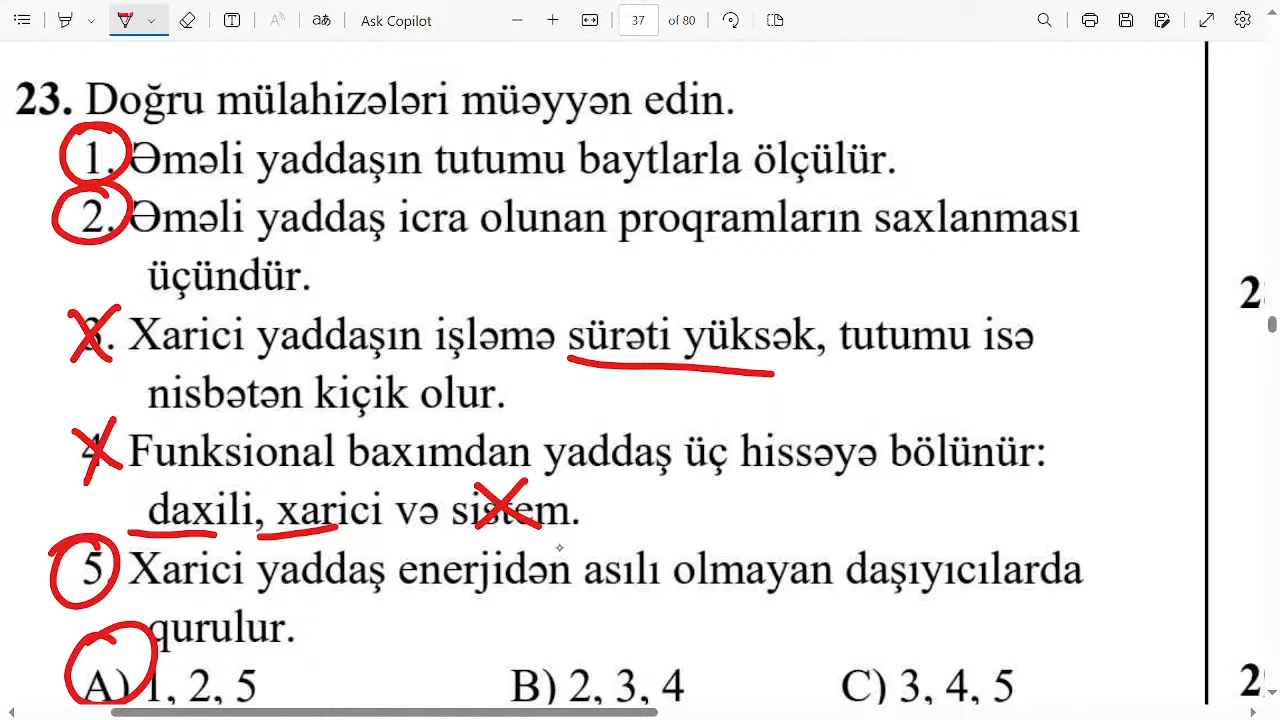 Ask Copilot
37 of 80
23. Doğru mülahizələri müəyyən edin.
1. Əməli yaddaşın tutumu baytlarla ölçülür.
2. Əməli yaddaş icra olunan proqramların saxlanması
üçündür.
3. Xarici yaddaşın işləmə sürəti yüksək, tutumu isə
nisbətən kiçik olur.
4. Funksional baxımdan yaddaş üç hissəyə bölünür:
daxili, xarici və sistem.
5. Xarici yaddaş enerjidən asılı olmayan daşıyıcılarda
qurulur.
A) 1, 2, 5 B) 2, 3, 4 C) 3, 4, 5
2
2